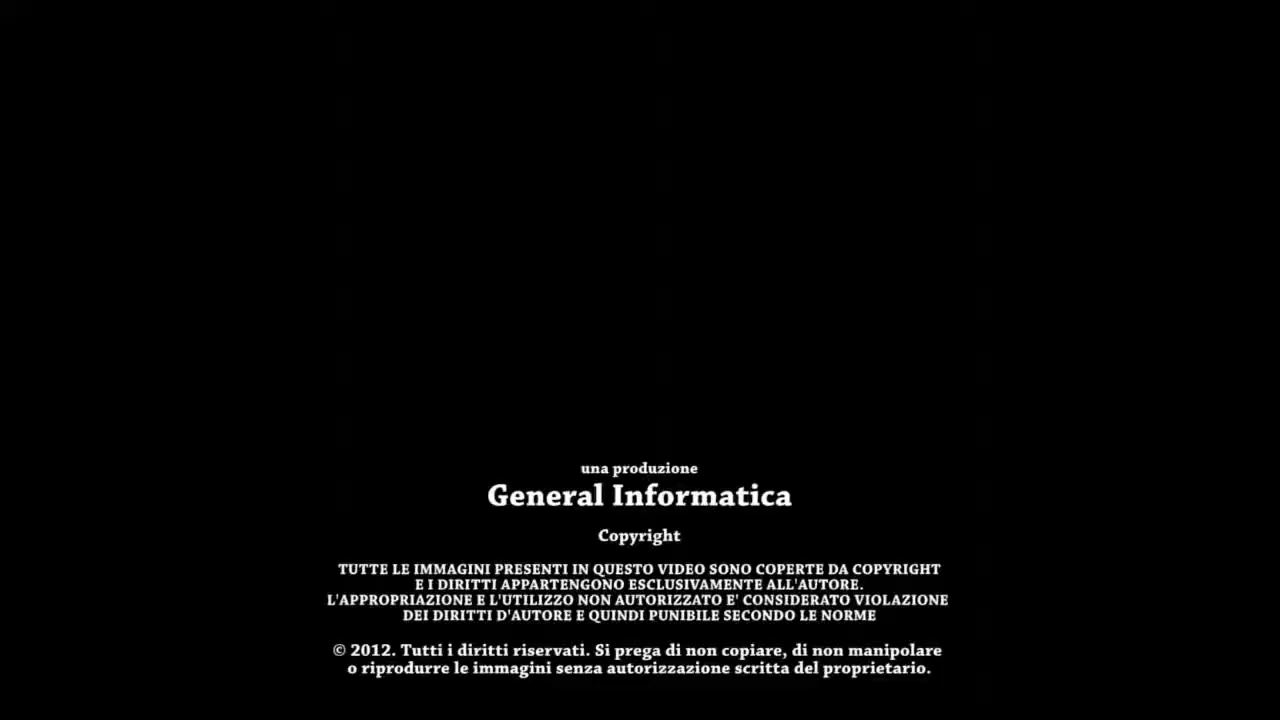 una produzione
General Informatica
Copyright
TUTTE LE IMMAGINI PRESENTI IN QUESTO VIDEO SONO COPERTE DA COPYRIGHT
E I DIRITTI APPARTENGONO ESCLUSIVAMENTE ALL'AUTORE.
L'APPROPRIAZIONE E L'UTILIZZO NON AUTORIZZATO E' CONSIDERATO VIOLAZIONE
DEI DIRITTI D'AUTORE E QUINDI PUNIBILE SECONDO LE NORME
© 2012. Tutti i diritti riservati. Si prega di non copiare, di non manipolare
o riprodurre le immagini senza autorizzazione scritta del proprietario.